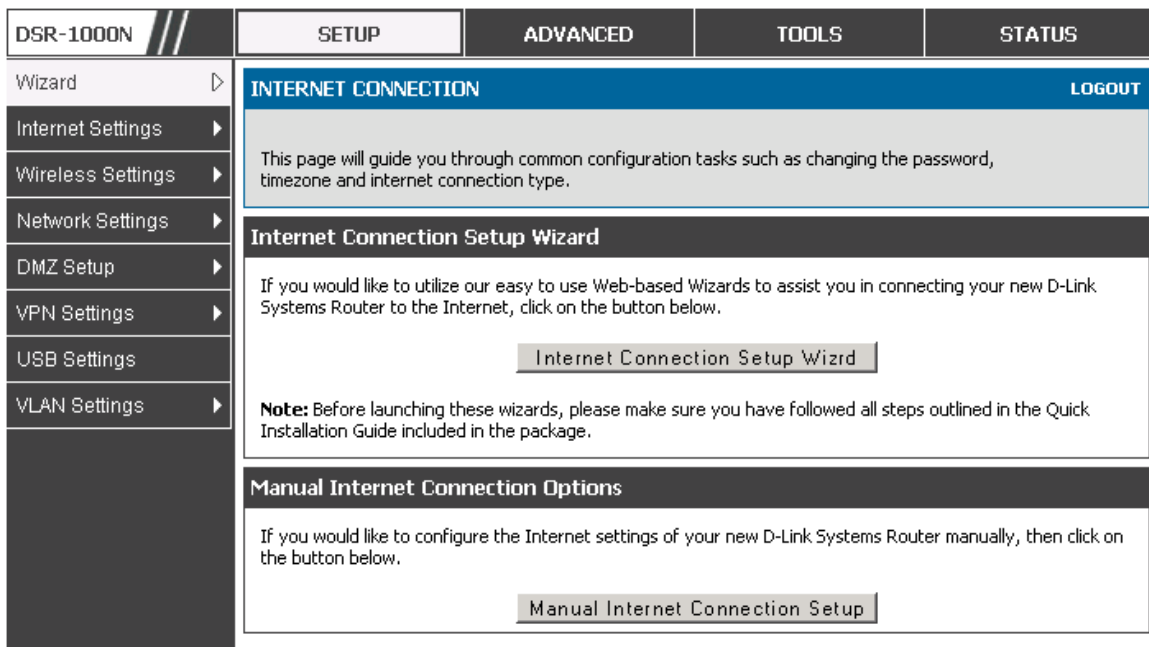 DSR-1000N
SETUP
ADVANCED
TOOLS
STATUS
Wizard
Internet Settings
Wireless Settings
Network Settings
DMZ Setup
VPN Settings
USB Settings
VLAN Settings
INTERNET CONNECTION
LOGOUT
This page will guide you through common configuration tasks such as changing the password,
timezone and internet connection type.
Internet Connection Setup Wizard
If you would like to utilize our easy to use Web-based Wizards to assist you in connecting your new D-Link
Systems Router to the Internet, click on the button below.
Internet Connection Setup Wizrd
Note: Before launching these wizards, please make sure you have followed all steps outlined in the Quick
Installation Guide included in the package.
Manual Internet Connection Options
If you would like to configure the Internet settings of your new D-Link Systems Router manually, then click on
the button below.
Manual Internet Connection Setup